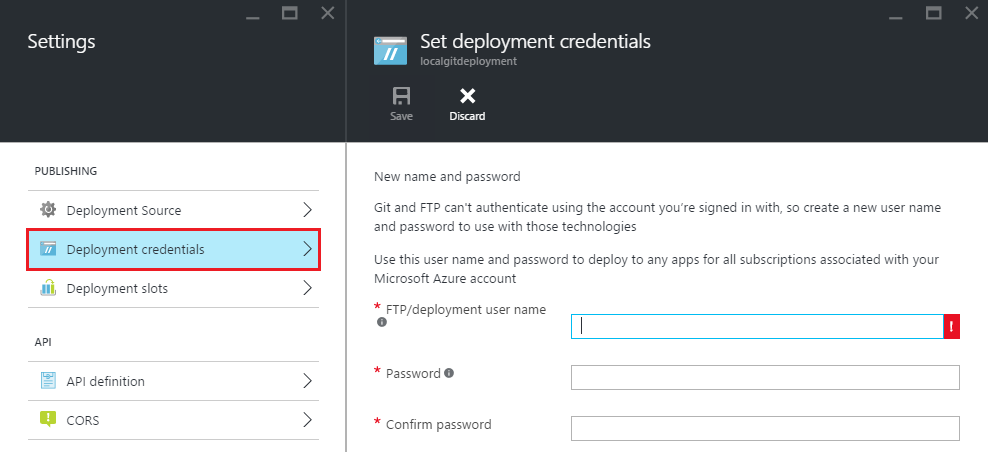 Settings
Set deployment credentials
localgitdeployment
Save
Discard
PUBLISHING
Deployment Source
Deployment credentials
Deployment slots
API
API definition
CORS
New name and password
Git and FTP can't authenticate using the account you're signed in with, so create a new user name
and password to use with those technologies
Use this user name and password to deploy to any apps for all subscriptions associated with your
Microsoft Azure account
* FTP/deployment user name
* Password
* Confirm password